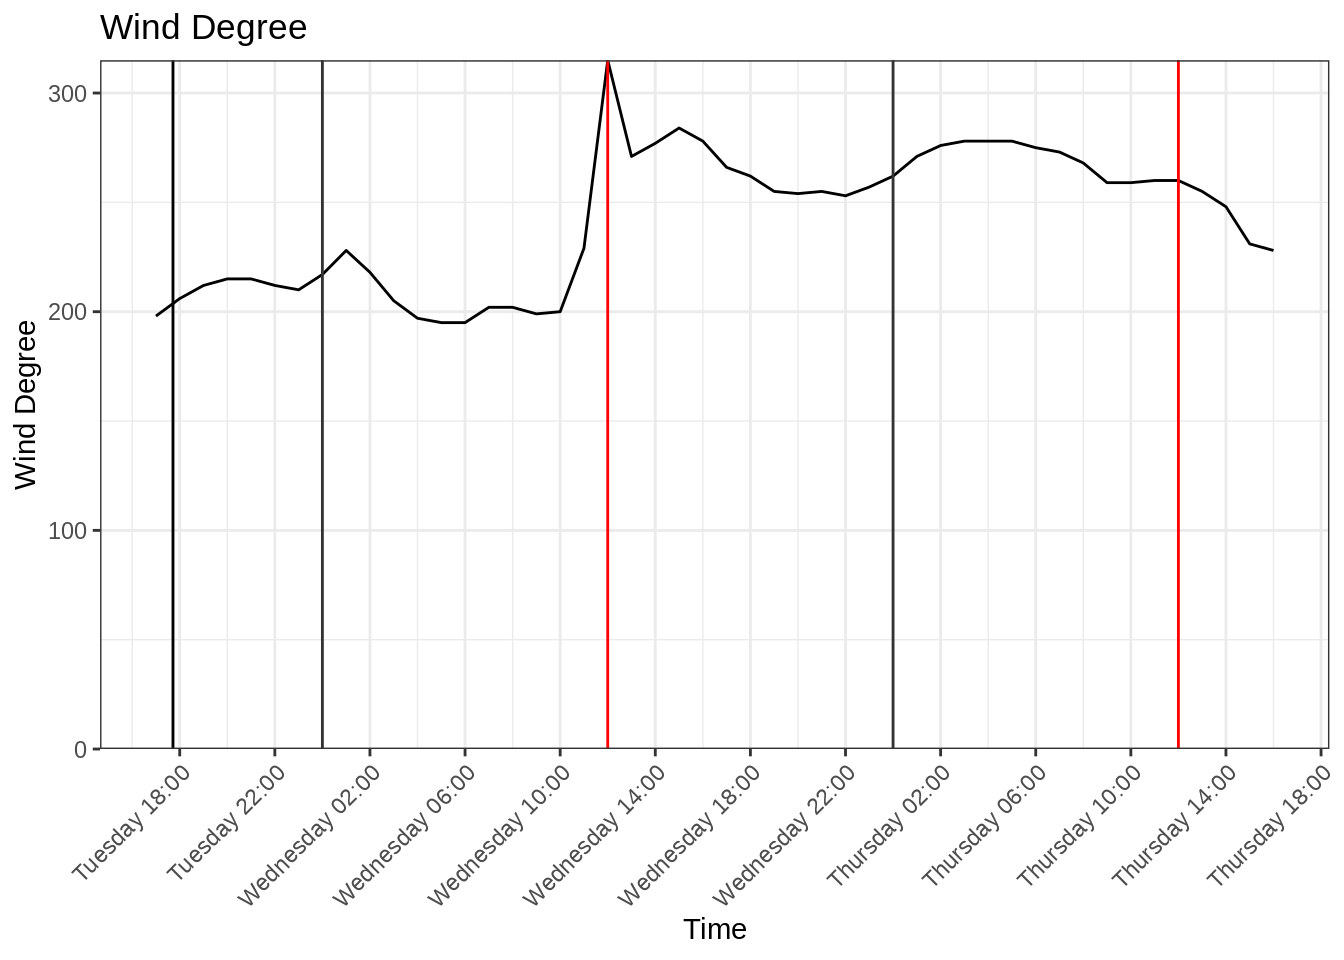 Wind Degree
Wind Degree
300
200
100
0
Tuesday 18:00
Tuesday 22:00
Wednesday 02:00
Wednesday 06:00
Wednesday 10:00
Wednesday 14:00
Wednesday 18:00
Wednesday 22:00
Thursday 02:00
Thursday 06:00
Thursday 10:00
Thursday 14:00
Thursday 18:00
Time